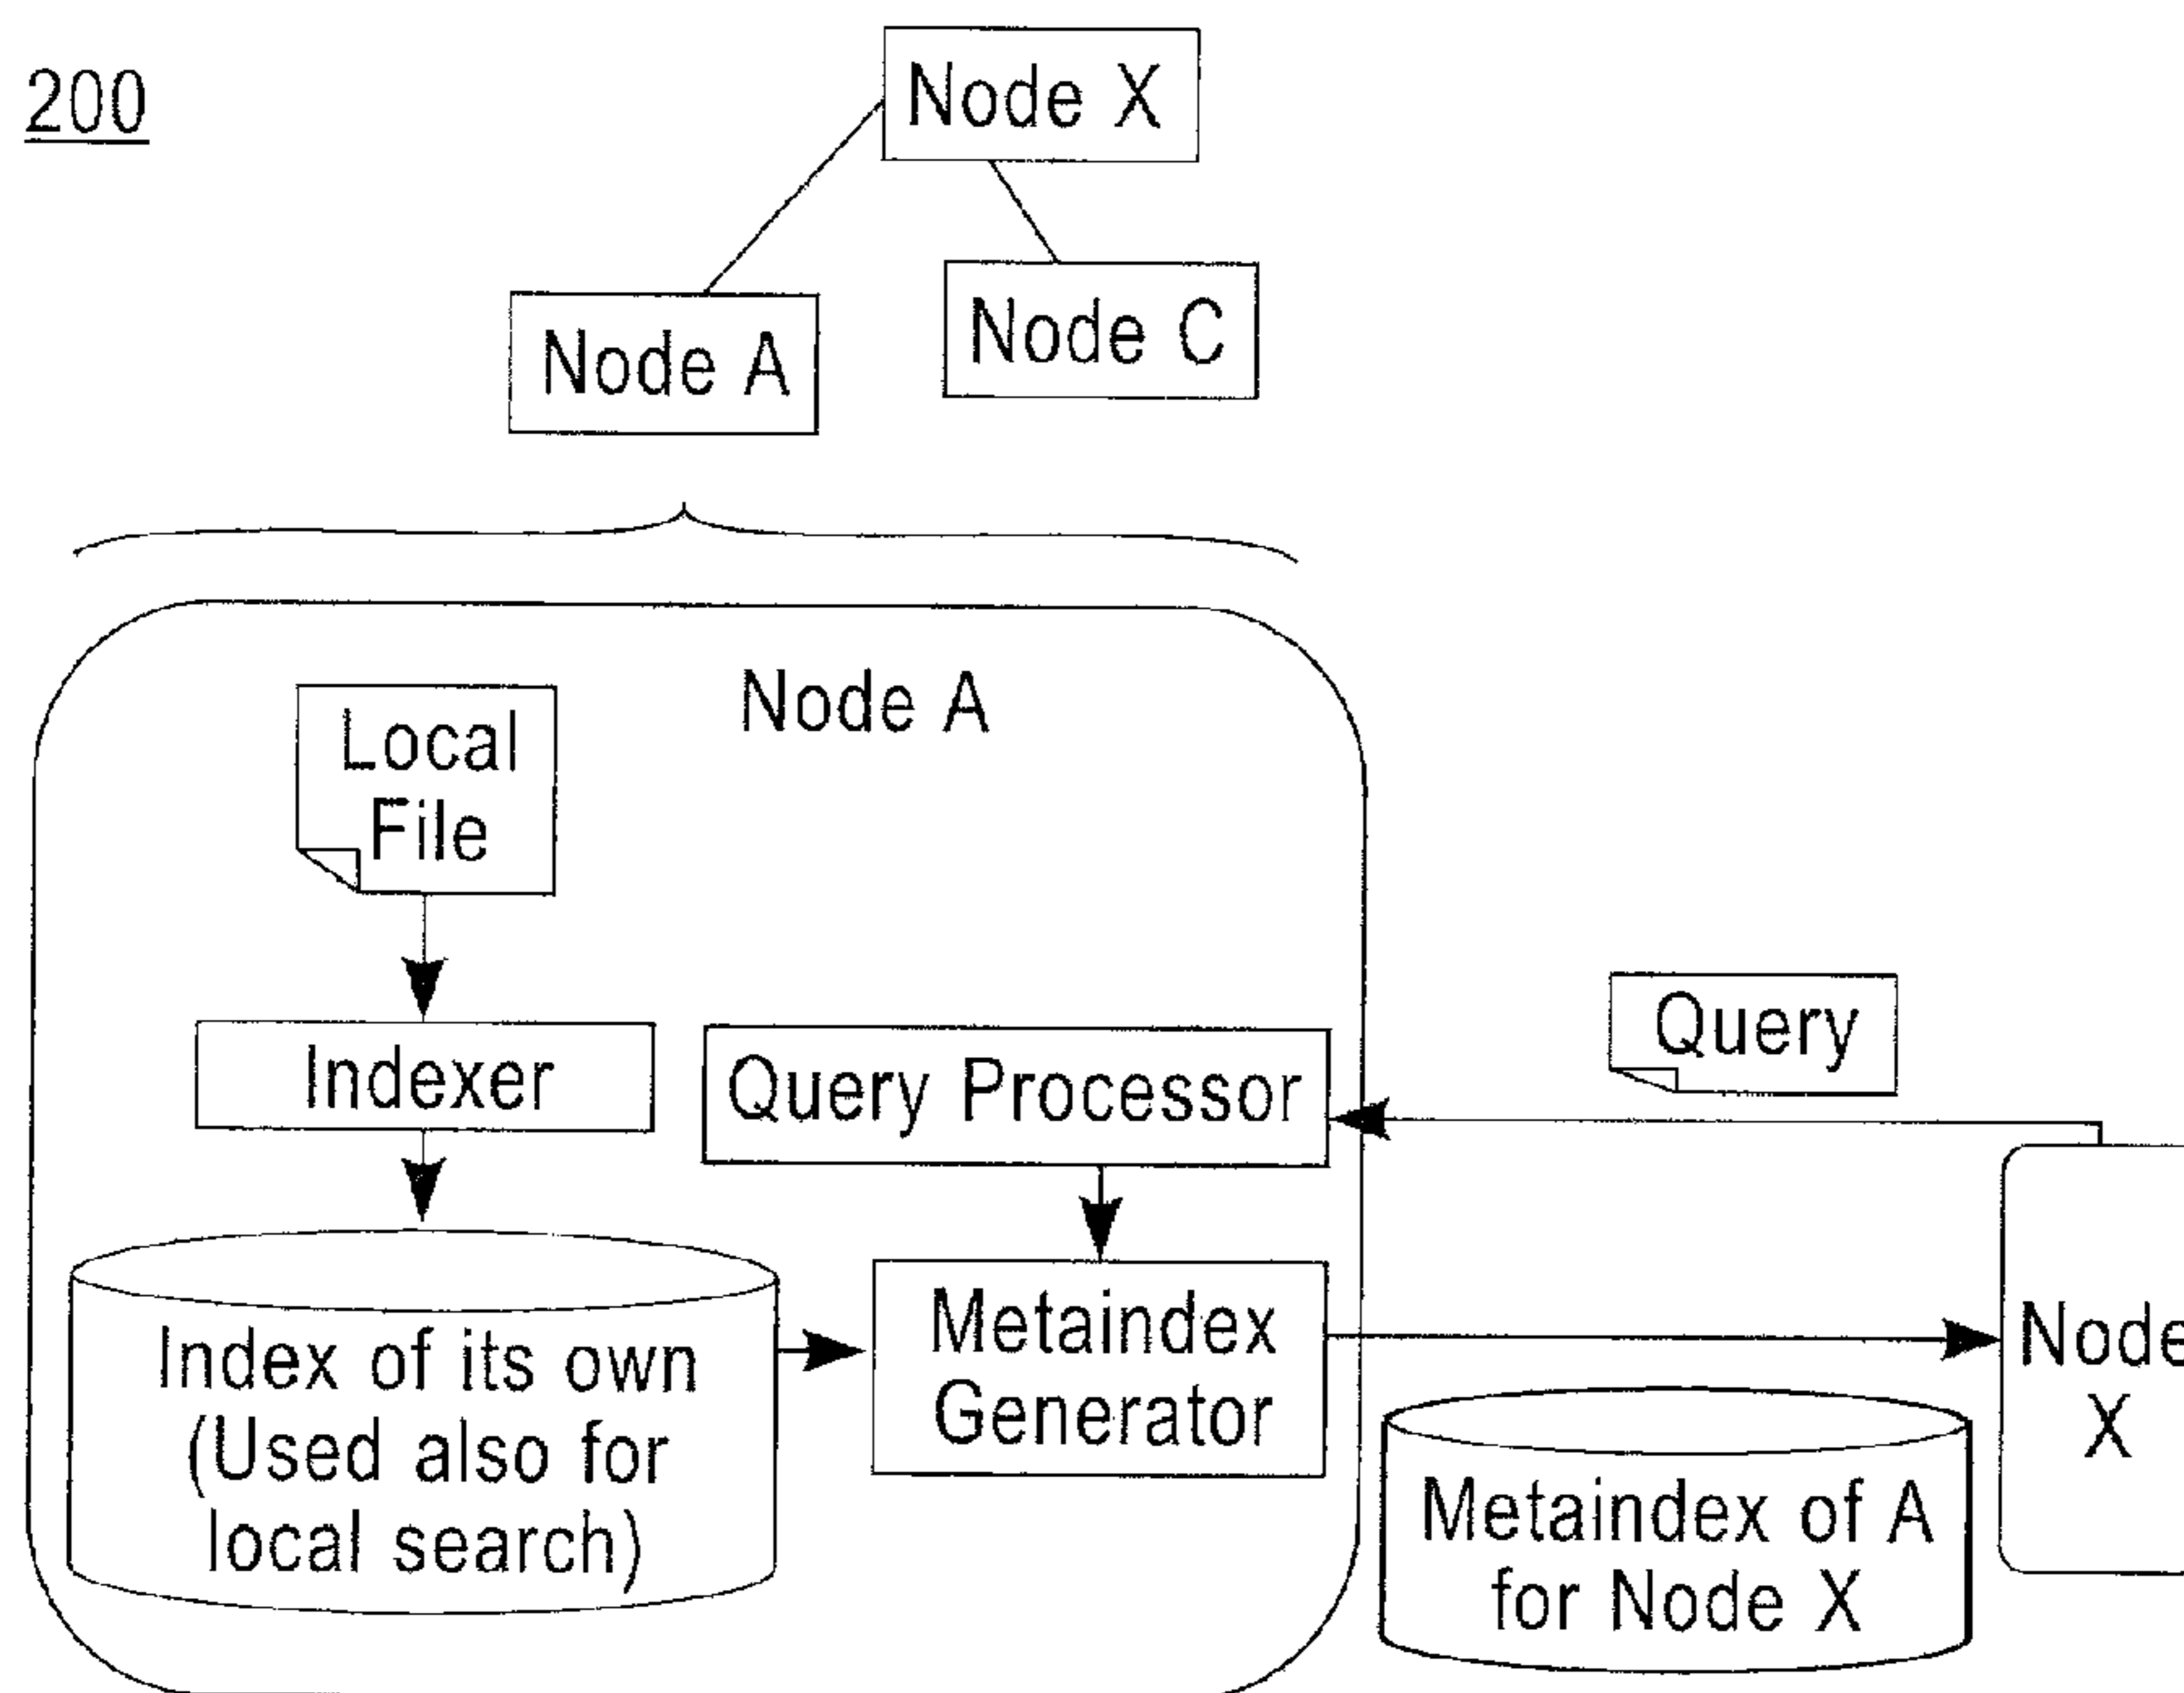 200
Node X
Node A
Node C
Node A
Local
File
Indexer
Query Processor
Query
Index of its own
(Used also for
local search)
Metaindex
Generator
Metaindex of A
for Node X
Node
X